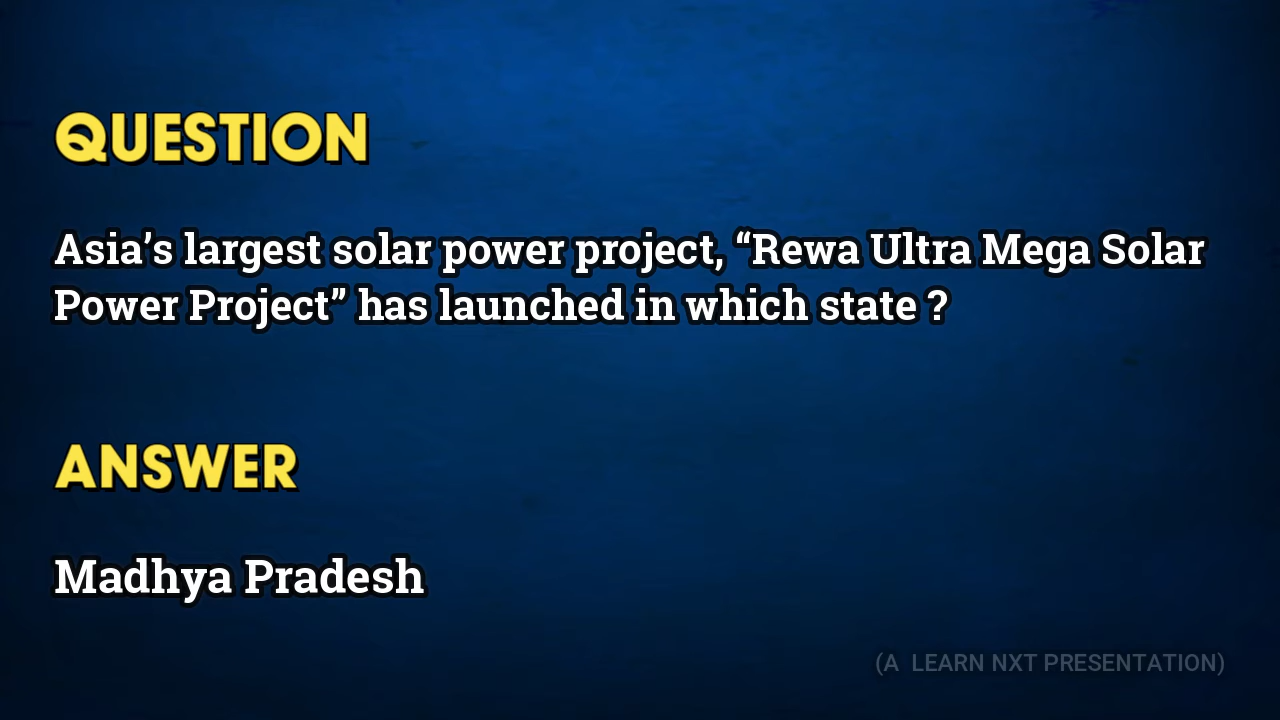 QUESTION
Asia’s largest solar power project, “Rewa Ultra Mega Solar
Power Project” has launched in which state ?
ANSWER
Madhya Pradesh
(A LEARN NXT PRESENTATION)